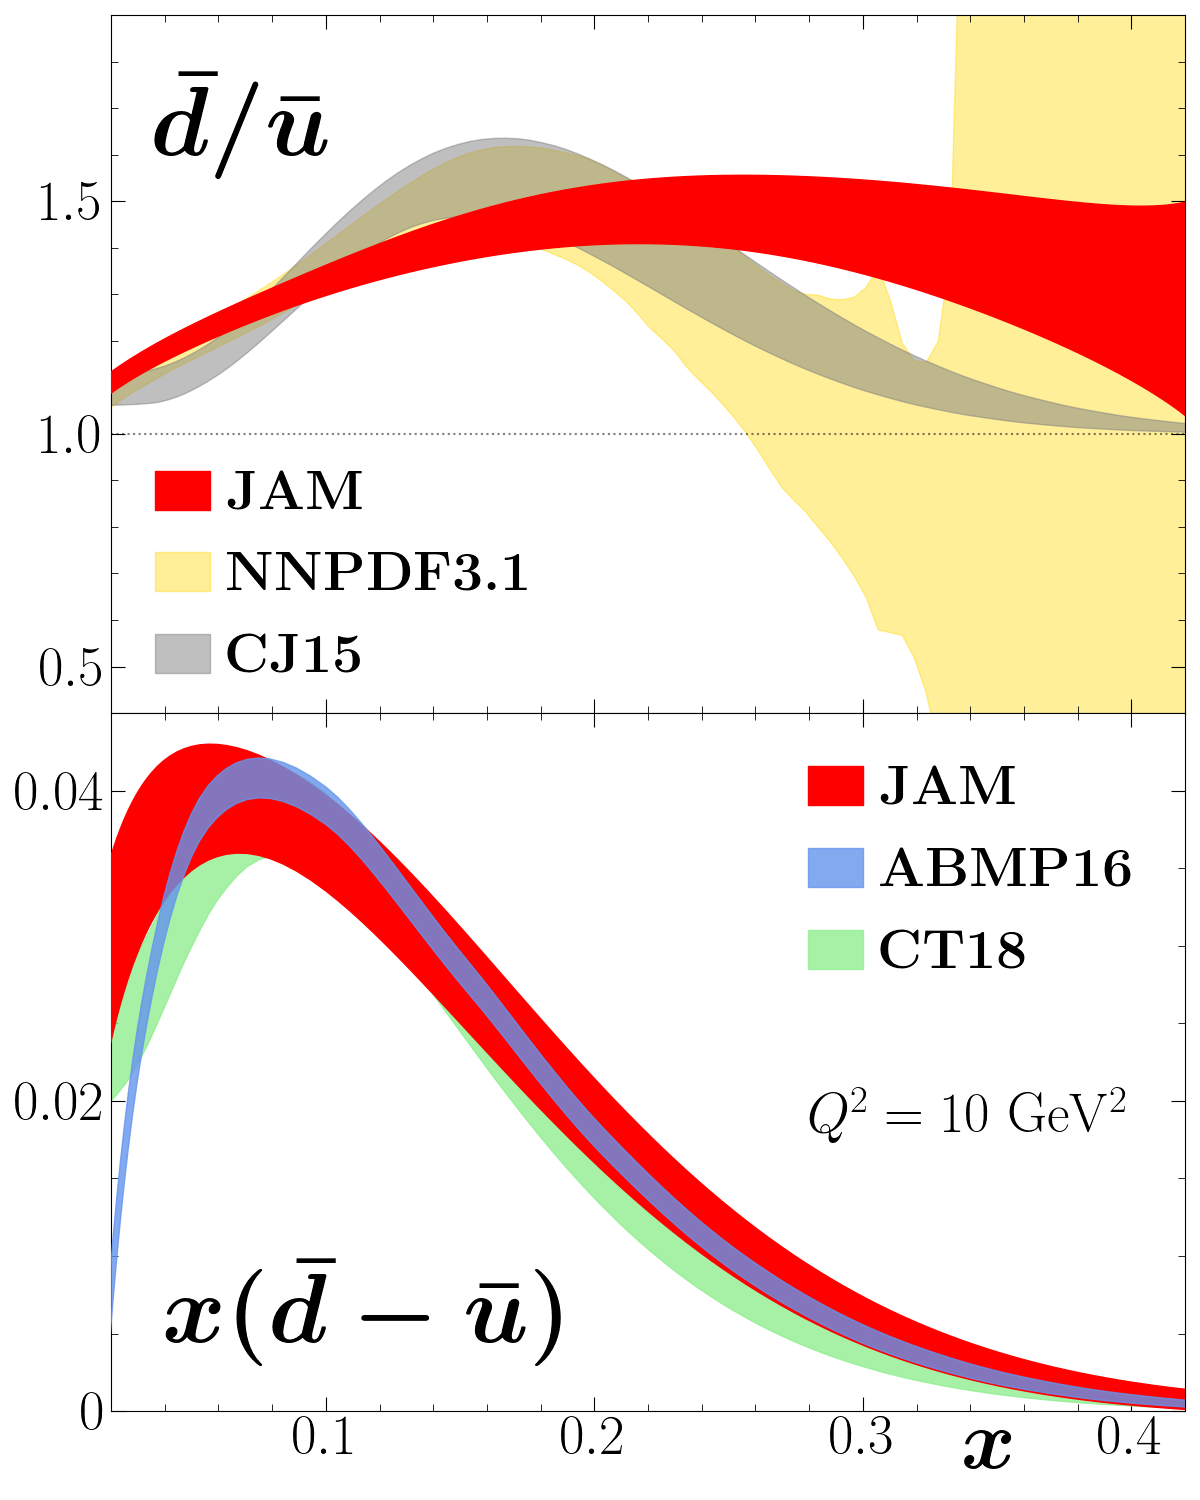 d̄/ū
1.5
1.0
JAM
NNPDF3.1
CJ15
0.5
JAM
0.04
ABMP16
CT18
0.02
Q² = 10 GeV²
x(d̄ − ū)
0
0.1
0.2
0.3
x
0.4